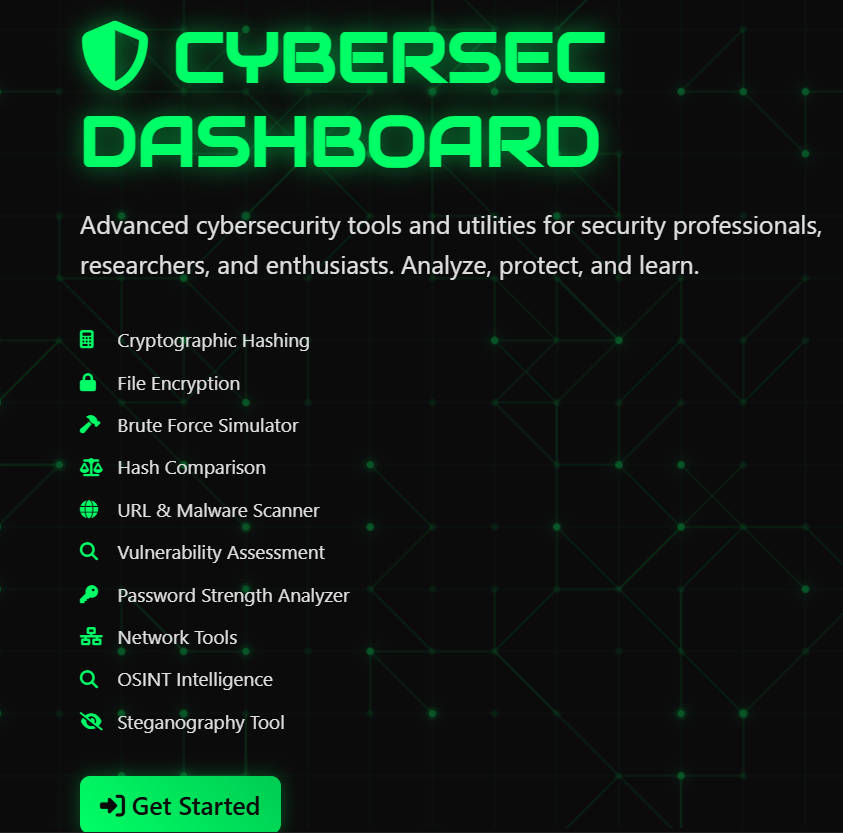 CYBERSEC
DASHBOARD
Advanced cybersecurity tools and utilities for security professionals,
researchers, and enthusiasts. Analyze, protect, and learn.
Cryptographic Hashing
File Encryption
Brute Force Simulator
Hash Comparison
URL & Malware Scanner
Vulnerability Assessment
Password Strength Analyzer
Network Tools
OSINT Intelligence
Steganography Tool
Get Started